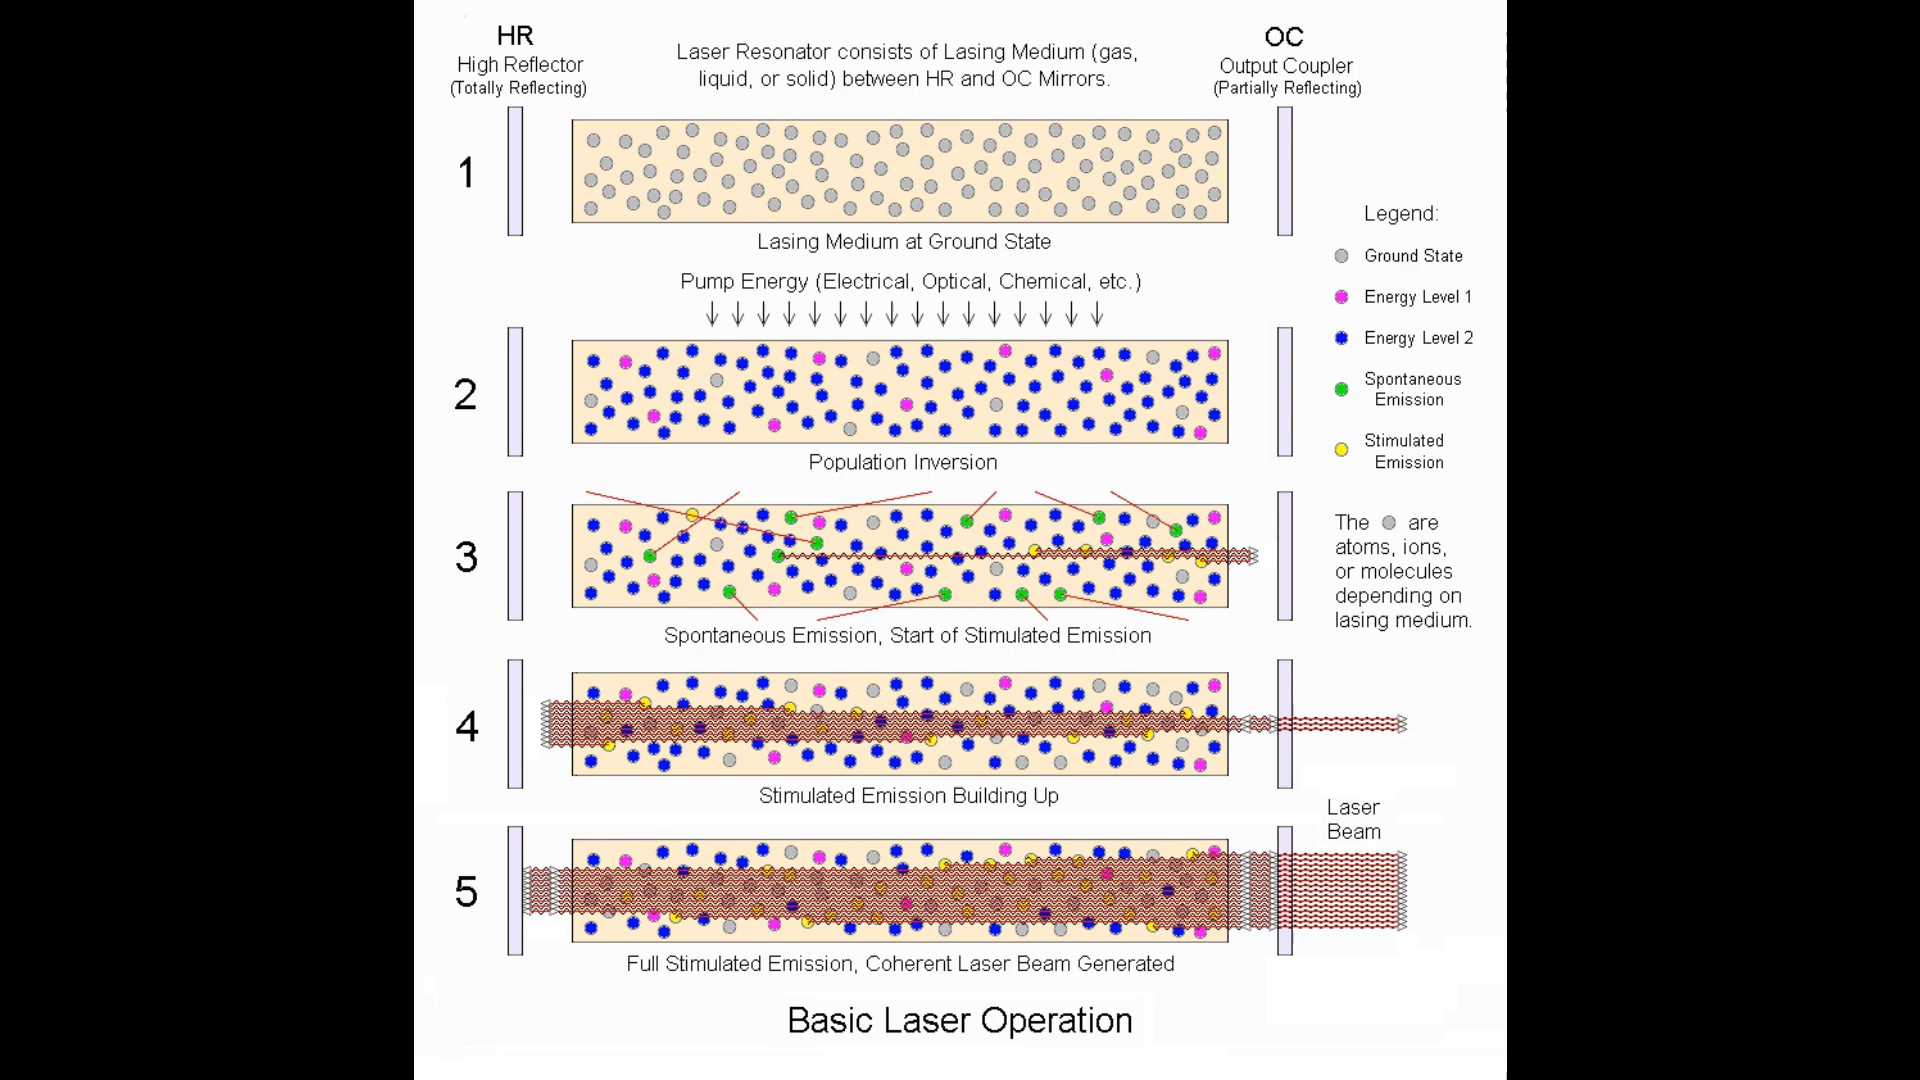 HR
High Reflector
(Totally Reflecting)
Laser Resonator consists of Lasing Medium (gas,
liquid, or solid) between HR and OC Mirrors.
OC
Output Coupler
(Partially Reflecting)
1
Lasing Medium at Ground State
Pump Energy (Electrical, Optical, Chemical, etc.)
2
Population Inversion
3
Spontaneous Emission, Start of Stimulated Emission
4
Stimulated Emission Building Up
5
Full Stimulated Emission, Coherent Laser Beam Generated
Legend:
Ground State
Energy Level 1
Energy Level 2
Spontaneous
Emission
Stimulated
Emission
The are
atoms, ions,
or molecules
depending on
lasing medium.
Laser
Beam
Basic Laser Operation